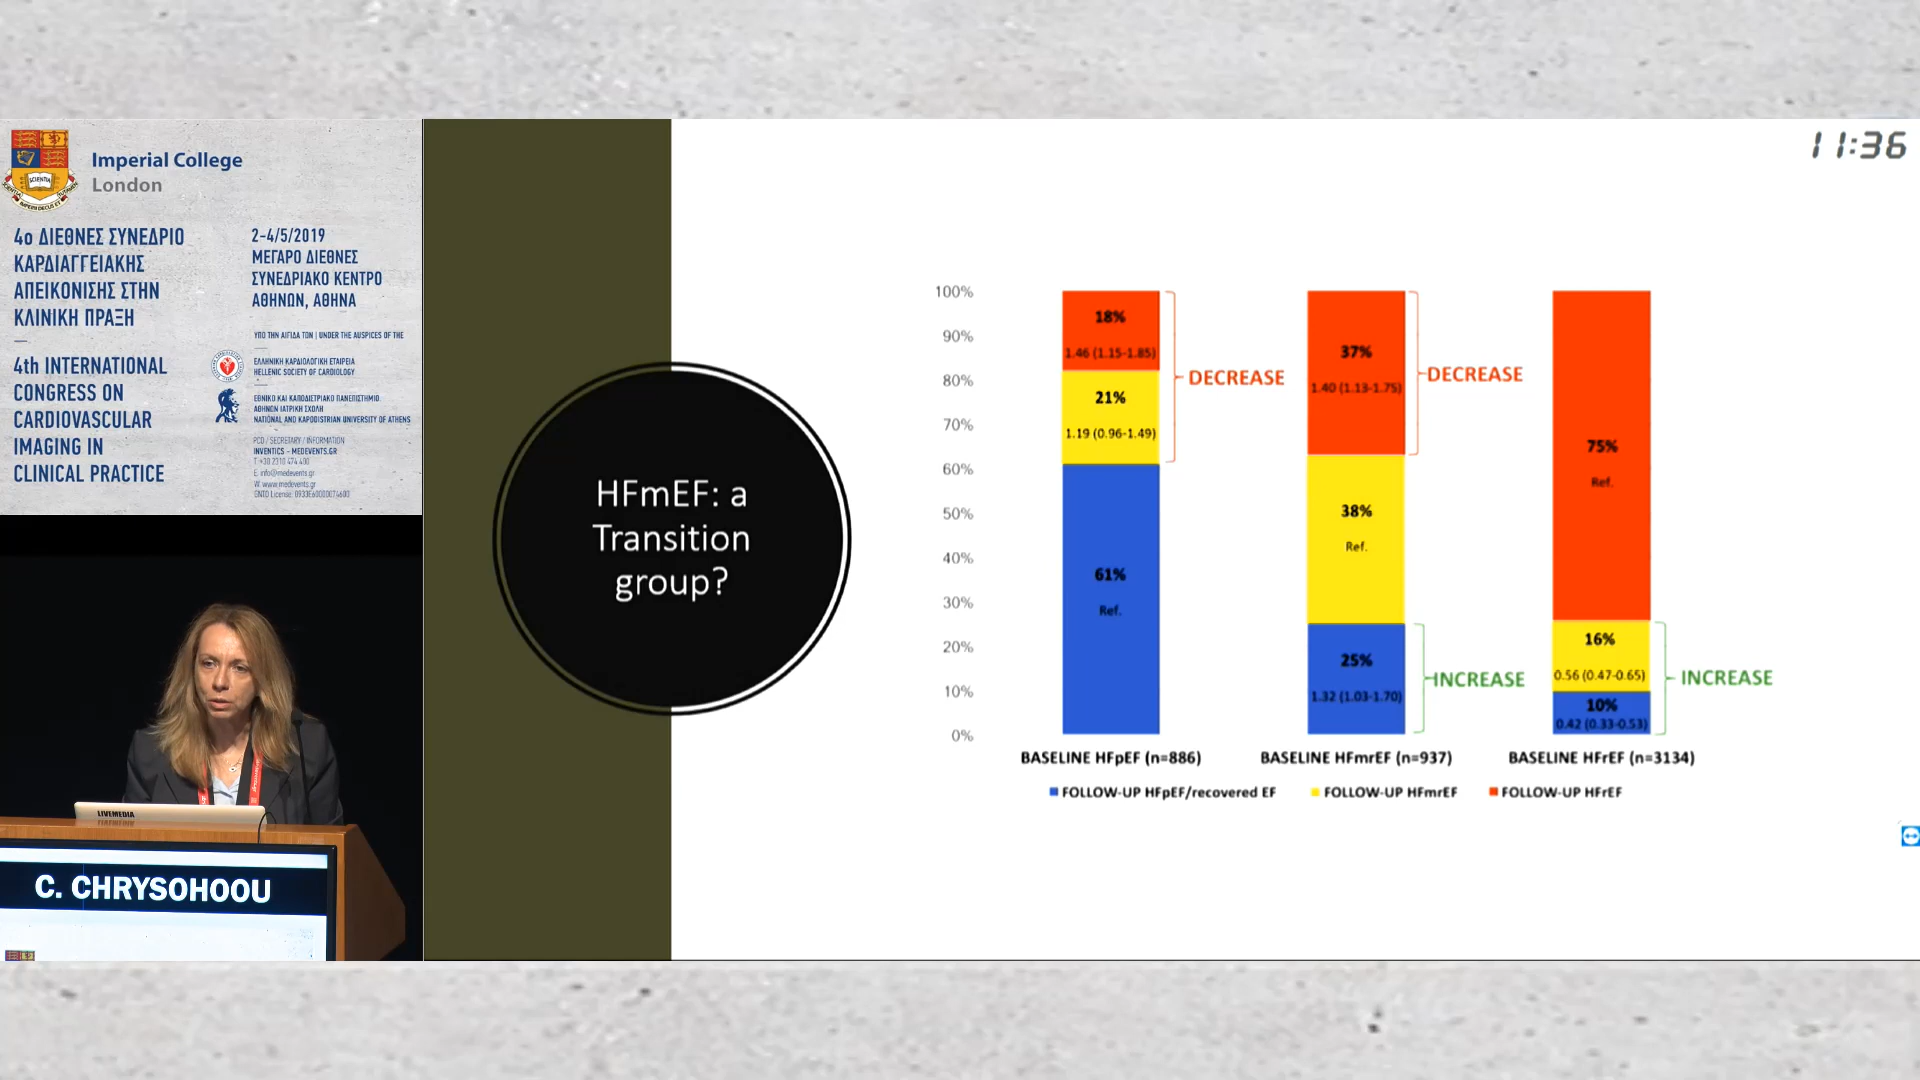 Imperial College
London
4ο ΔΙΕΘΝΕΣ ΣΥΝΕΔΡΙΟ
ΚΑΡΔΙΑΓΓΕΙΑΚΗΣ
ΑΠΕΙΚΟΝΙΣΗΣ ΣΤΗΝ
ΚΛΙΝΙΚΗ ΠΡΑΞΗ
4th INTERNATIONAL
CONGRESS ON
CARDIOVASCULAR
IMAGING IN
CLINICAL PRACTICE
2-4/5/2019
ΜΕΓΑΡΟ ΔΙΕΘΝΕΣ
ΣΥΝΕΔΡΙΑΚΟ ΚΕΝΤΡΟ
ΑΘΗΝΩΝ, ΑΘΗΝΑ
ΥΠΟ ΤΗΝ ΑΙΓΙΔΑ ΤΩΝ | UNDER THE AUSPICES OF THE
ΕΛΛΗΝΙΚΗ ΚΑΡΔΙΟΛΟΓΙΚΗ ΕΤΑΙΡΕΙΑ
HELLENIC SOCIETY OF CARDIOLOGY
ΕΘΝΙΚΟ ΚΑΙ ΚΑΠΟΔΙΣΤΡΙΑΚΟ ΠΑΝΕΠΙΣΤΗΜΙΟ
ΑΘΗΝΩΝ ΙΑΤΡΙΚΗ ΣΧΟΛΗ
NATIONAL AND KAPODISTRIAN UNIVERSITY OF ATHENS
PCO / SECRETARY / INFORMATION
INVENTICS - MEDEVENTS.GR
T. +30 2310 474 400
E. info@medevents.gr
W. www.medevents.gr
LIVEMEDIA
C. CHRYSOHOOU
11:36
HFmEF: a
Transition
group?
100%
90%
80%
70%
60%
50%
40%
30%
20%
10%
0%
18%
1.46 (1.15-1.85)
21%
1.19 (0.96-1.49)
61%
Ref.
DECREASE
37%
1.40 (1.13-1.75)
38%
Ref.
25%
1.32 (1.03-1.70)
DECREASE
INCREASE
75%
Ref.
16%
0.56 (0.47-0.65)
10%
0.42 (0.33-0.53)
INCREASE
BASELINE HFpEF (n=886)
BASELINE HFmrEF (n=937)
BASELINE HFrEF (n=3134)
FOLLOW-UP HFpEF/recovered EF
FOLLOW-UP HFmrEF
FOLLOW-UP HFrEF